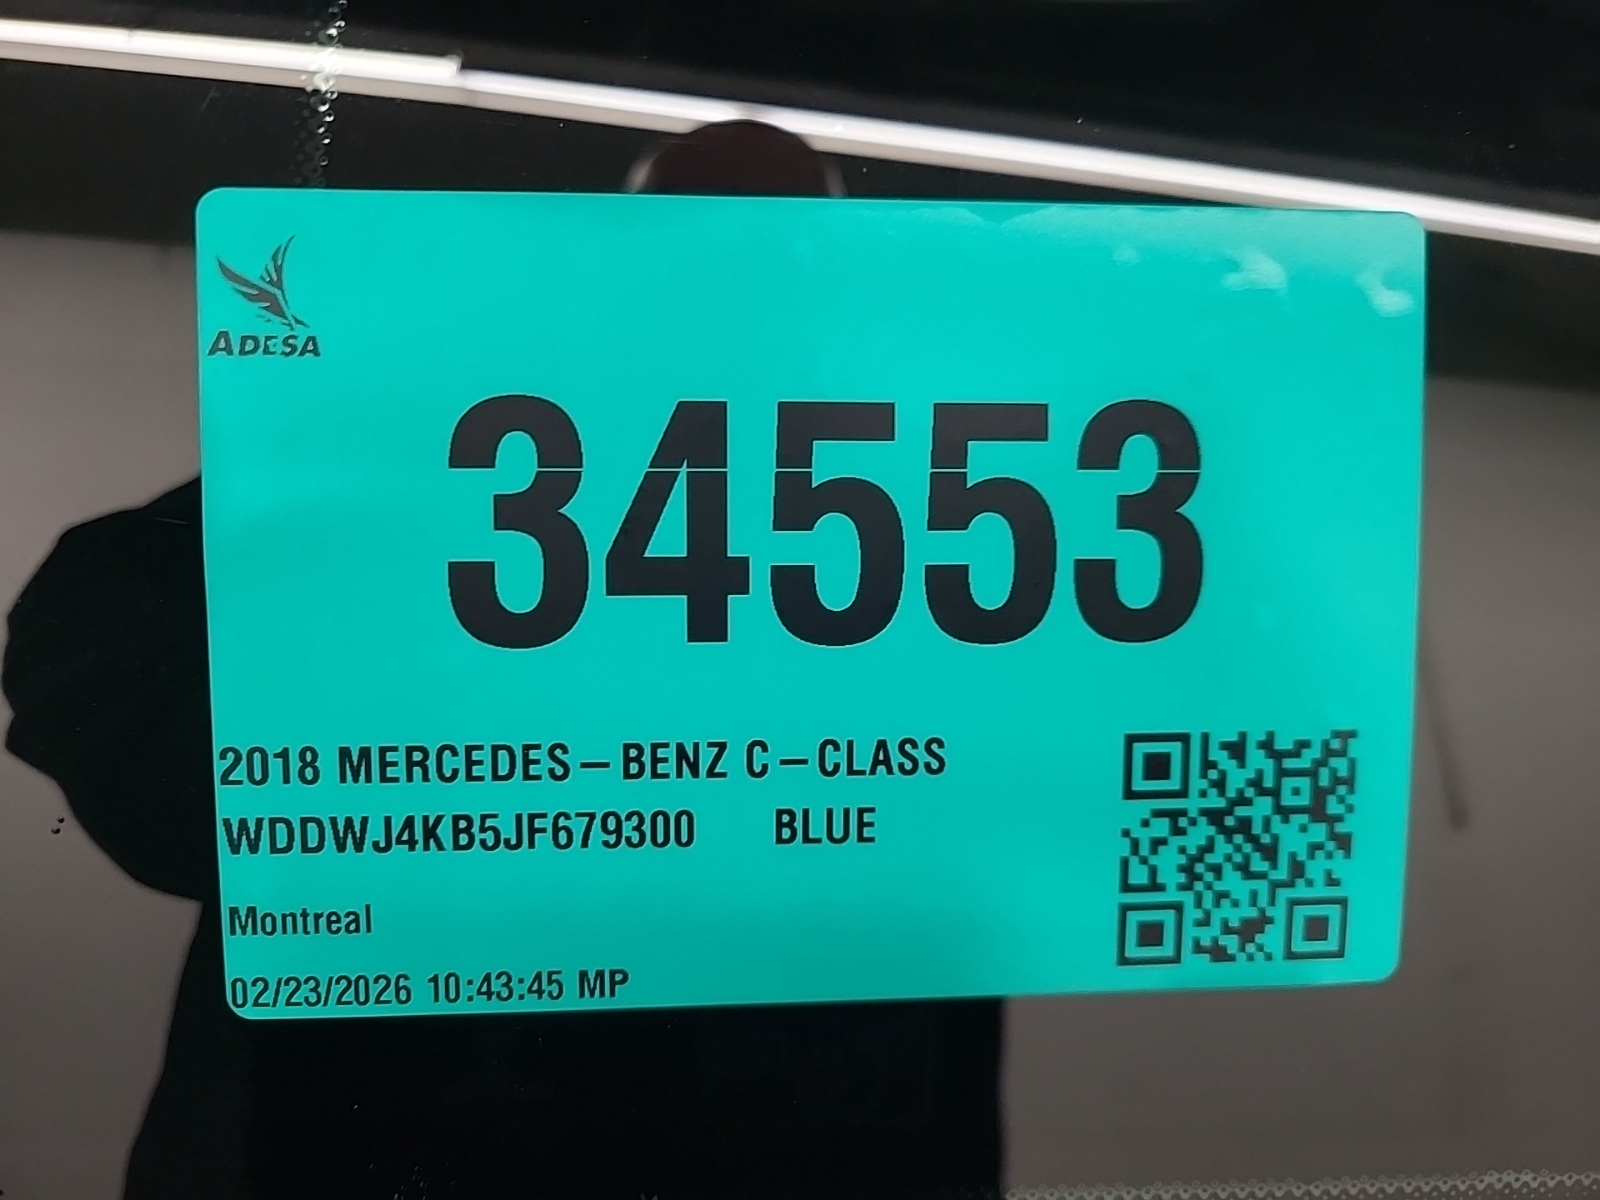 ADESA
34553
2018 MERCEDES-BENZ C-CLASS
WDDWJ4KB5JF679300 BLUE
Montreal
02/23/2026 10:43:45 MP